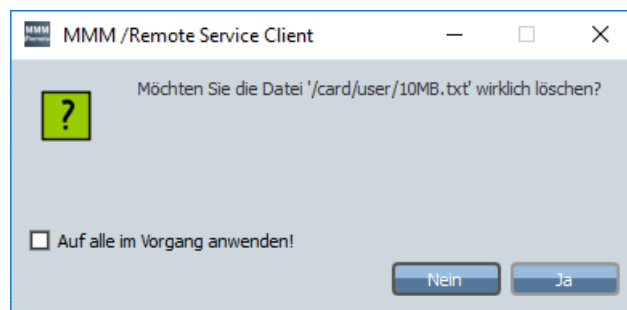 MMM /Remote Service Client
Möchten Sie die Datei '/card/user/10MB.txt' wirklich löschen?
?
Auf alle im Vorgang anwenden!
Nein
Ja